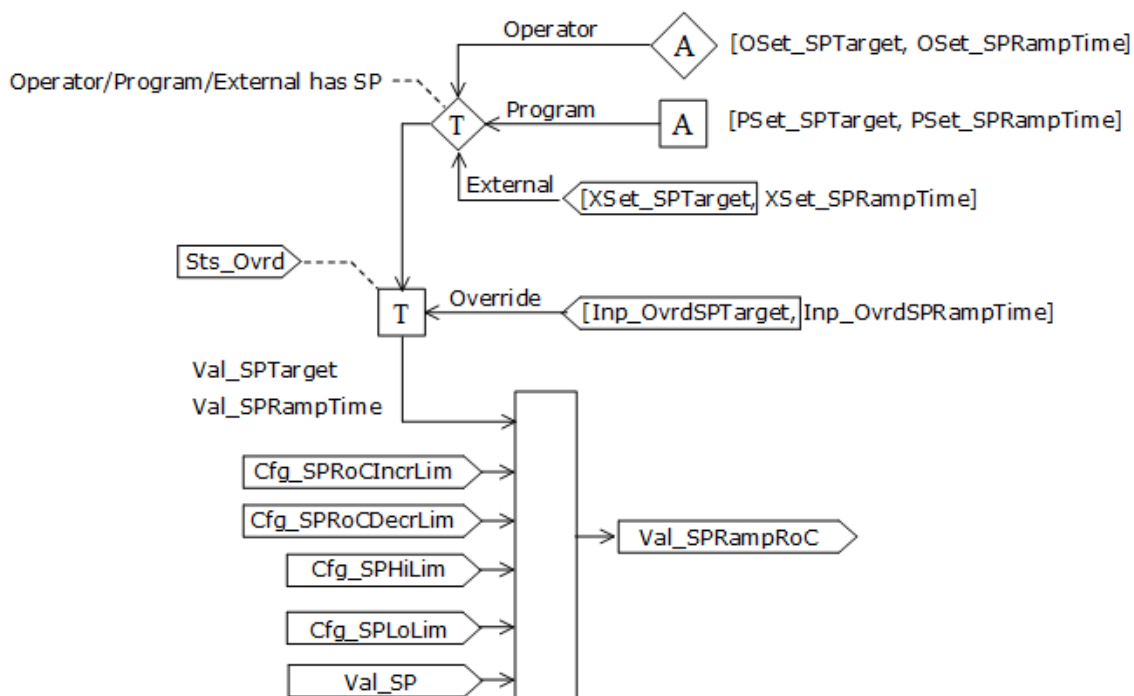 Operator
A
[OSet_SPTarget, OSet_SPRampTime]
Operator/Program/External has SP
T
Program
A
[PSet_SPTarget, PSet_SPRampTime]
External
[XSet_SPTarget, XSet_SPRampTime]
Sts_Ovrd
T
Override
[Inp_OvrdSPTarget, Inp_OvrdSPRampTime]
Val_SPTarget
Val_SPRampTime
Cfg_SPRoCIncrLim
Cfg_SPRoCDecrLim
Val_SPRampRoC
Cfg_SPHiLim
Cfg_SPLoLim
Val_SP